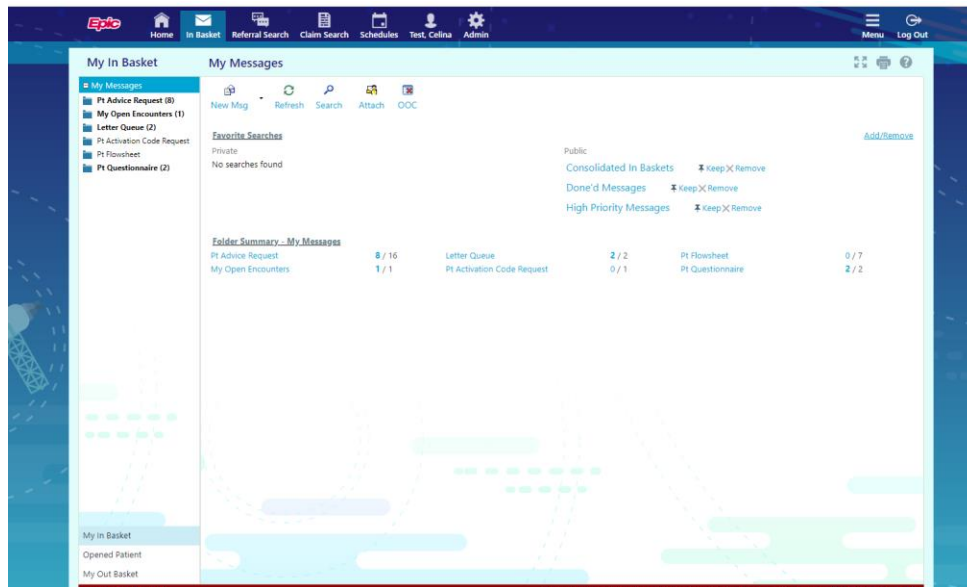 Epic
Home In Basket Referral Search Claim Search Schedules Test, Celina Admin Menu Log Out
My In Basket
My Messages
Pt Advice Request (8)
My Open Encounters (1)
Letter Queue (2)
Pt Activation Code Request
Pt Flowsheet
Pt Questionnaire (2)
My In Basket
Opened Patient
My Out Basket
My Messages
New Msg Refresh Search Attach OOC
Favorite Searches Add/Remove
Private Public
No searches found
Consolidated In Baskets Keep Remove
Done'd Messages Keep Remove
High Priority Messages Keep Remove
Folder Summary - My Messages
Pt Advice Request 8 / 16 Letter Queue 2 / 2 Pt Flowsheet 0 / 7
My Open Encounters 1 / 1 Pt Activation Code Request 0 / 1 Pt Questionnaire 2 / 2